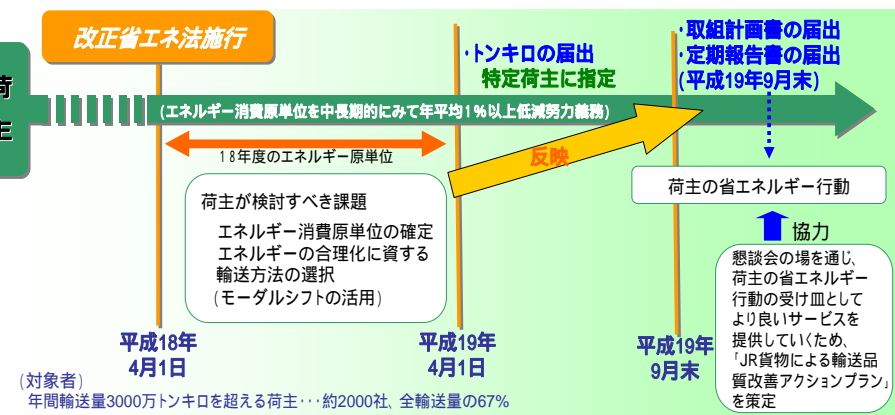 改正省エネ法施行
荷
主
・トンキロの届出
特定荷主に指定
・取組計画書の届出
・定期報告書の届出
(平成19年9月末)
(エネルギー消費原単位を中長期的にみて年平均1%以上低減努力義務)
18年度のエネルギー原単位
反映
荷主が検討すべき課題
エネルギー消費原単位の確定
エネルギーの合理化に資する
輸送方法の選択
(モーダルシフトの活用)
荷主の省エネルギー行動
協力
懇談会の場を通じ、
荷主の省エネルギー
行動の受け皿として
より良いサービスを
提供していくため、
「JR貨物による輸送品
質改善アクションプラン」
を策定
平成18年
4月1日
平成19年
4月1日
平成19年
9月末
(対象者)
年間輸送量3000万トンキロを超える荷主・・・約2000社、全輸送量の67%